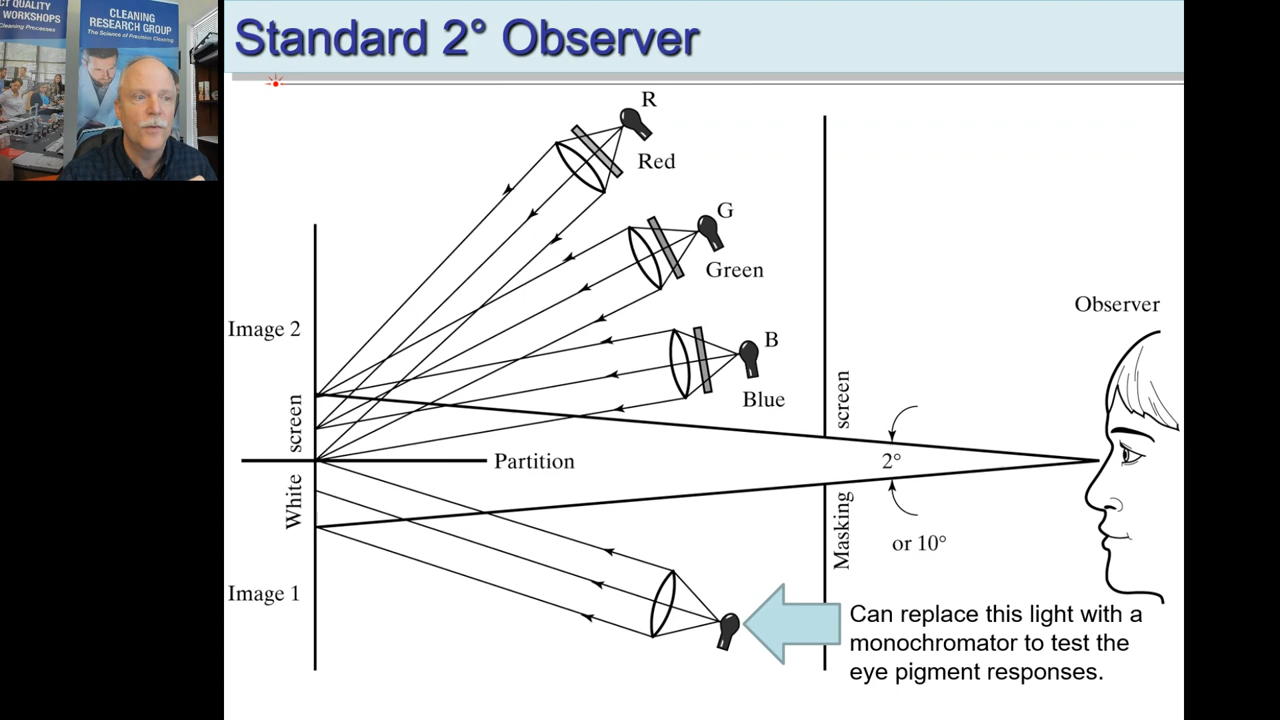 CT QUALITY
WORKSHOPS
Cleaning Processes
CLEANING
RESEARCH GROUP
The Science of Precision Cleaning
Standard 2° Observer
R
Red
G
Green
Observer
Image 2
B
Blue
screen
screen
Partition
2°
White
Masking
or 10°
Image 1
Can replace this light with a
monochromator to test the
eye pigment responses.